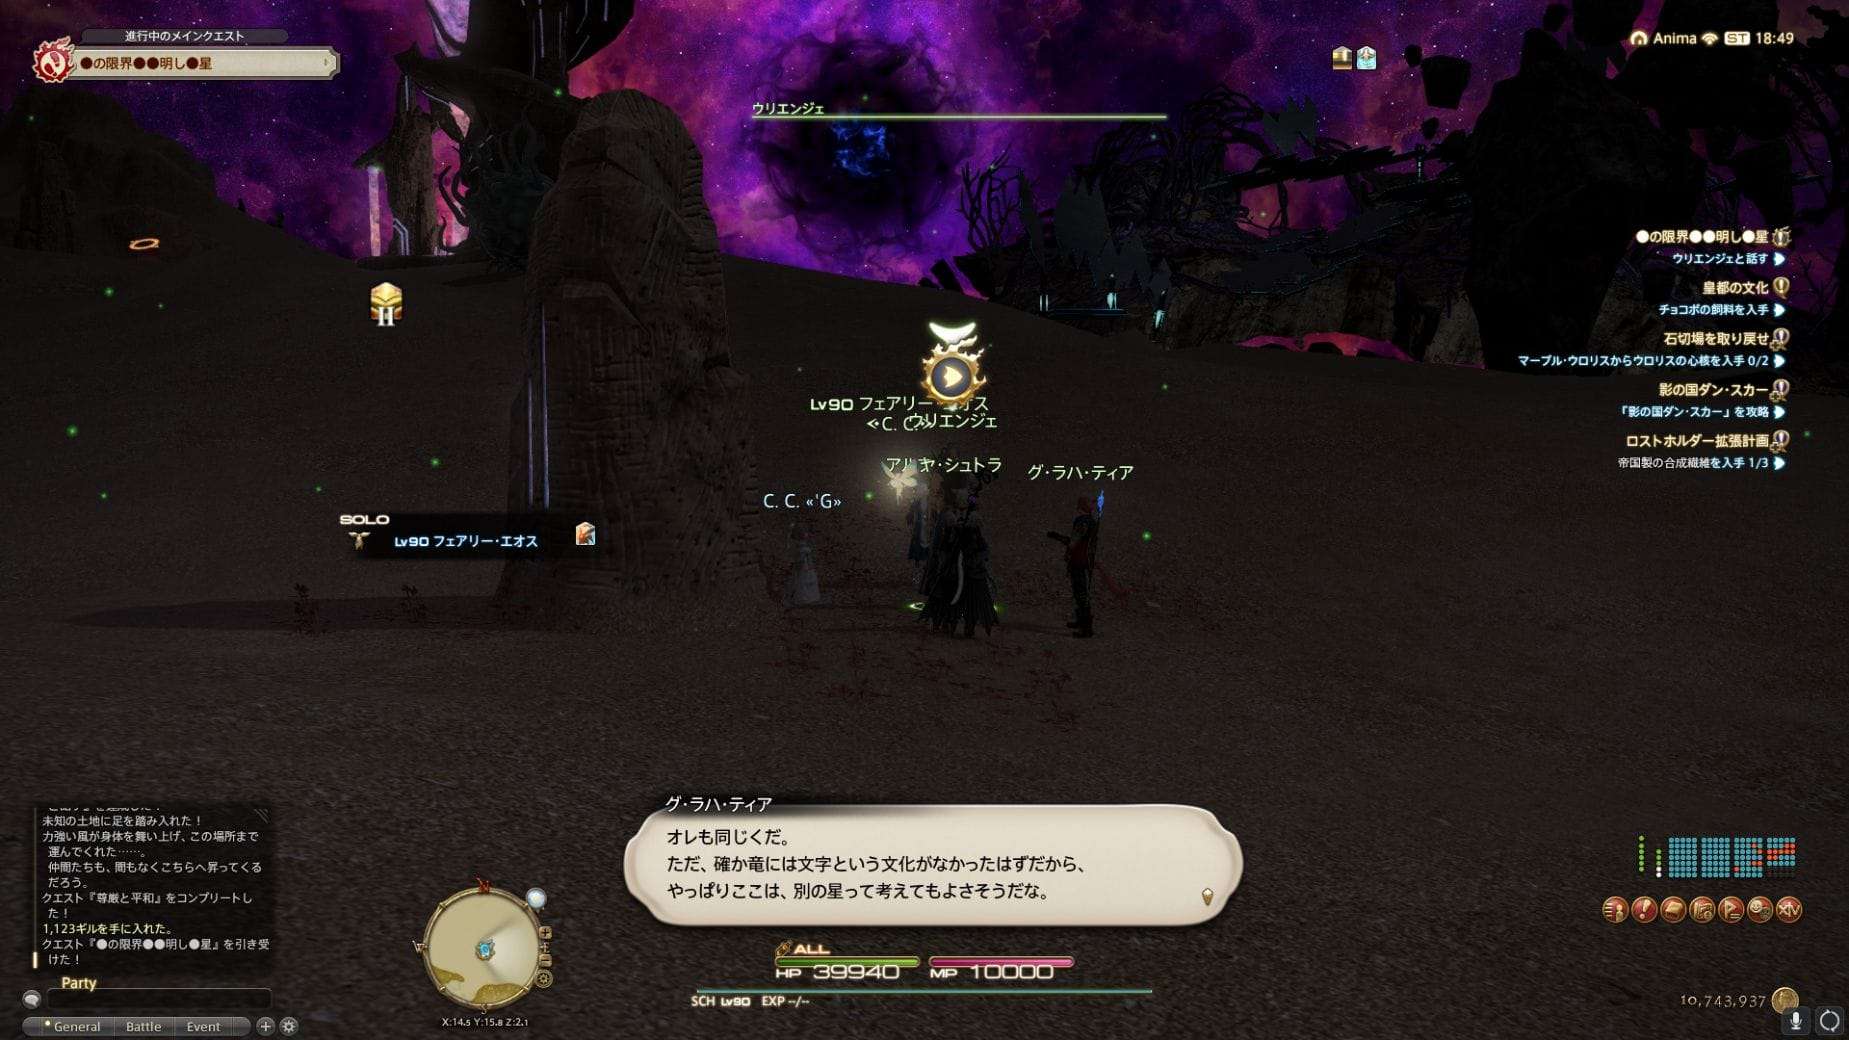 進行中のメインクエスト
●の限界●●明し●星
Anima ST 18:49
ウリエンジェ
●の限界●●明し●星
ウリエンジェと話す
皇都の文化
チョコボの飼料を入手
石切場を取り戻せ
マーブル・ウロリスからウロリスの心核を入手 0/2
影の国ダン・スカー
「影の国ダン・スカー」を攻略
ロストホルダー拡張計画
帝国製の合成繊維を入手 1/3
H
Lv90 フェアリー・エオス
«C. C.»
ウリエンジェ
ヤ・シュトラ
グ・ラハ・ティア
C. C. «'G»
SOLO
Lv90 フェアリー・エオス
グ・ラハ・ティア
オレも同じくだ。
ただ、確か竜には文字という文化がなかったはずだから、
やっぱりここは、別の星って考えてもよさそうだな。
未知の土地に足を踏み入れた！
力強い風が身体を舞い上げ、この場所まで
運んでくれた……。
仲間たちも、間もなくこちらへ昇ってくる
だろう。
クエスト『尊厳と平和』をコンプリートし
た！
1,123ギルを手に入れた。
クエスト『●の限界●●明し●星』を引き受
けた！
Party
General Battle Event
N
X:14.5 Y:15.8 Z:2.1
ALL
HP 39940 MP 10000
SCH Lv90 EXP --/--
XIV
10,743,937